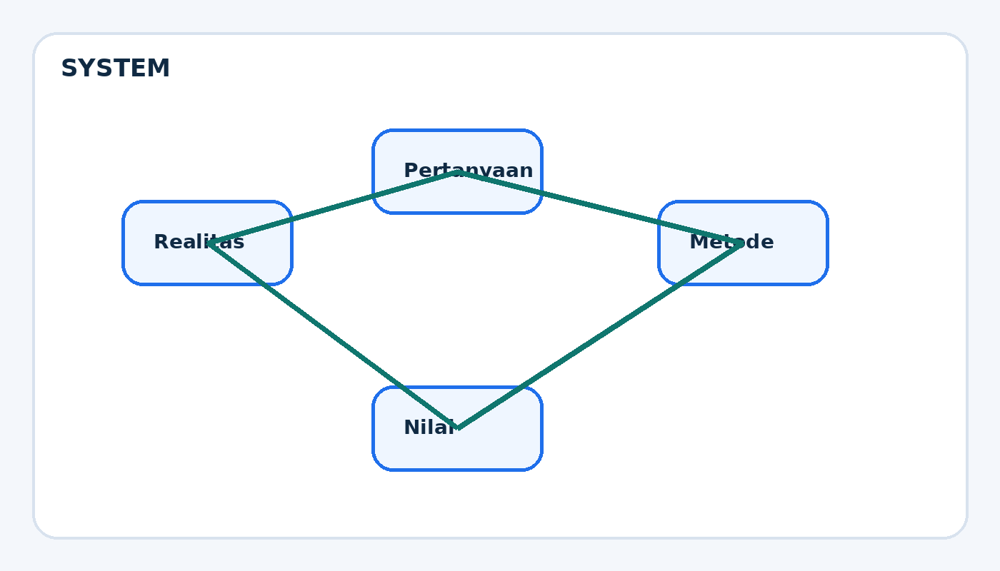 SYSTEM
Pertanyaan
Realitas
Metode
Nilai